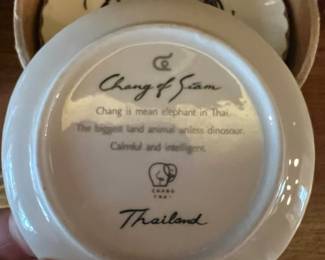 Chang of Siam
Chang is mean elephant in Thai.
The biggest land animal unless dinosour.
Calmful and intelligent.
CHANG
THAI
Thailand